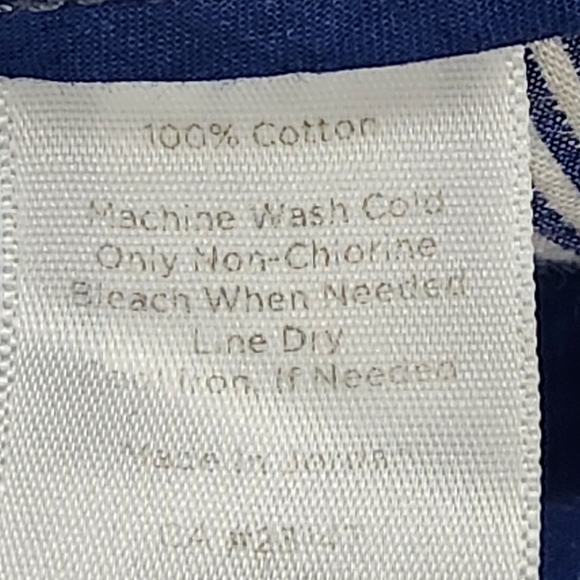 100% Cotton
Machine Wash Cold
Only Non-Chlorine
Bleach When Needed
Line Dry
Iron, If Needed
Made In Jordan
CA